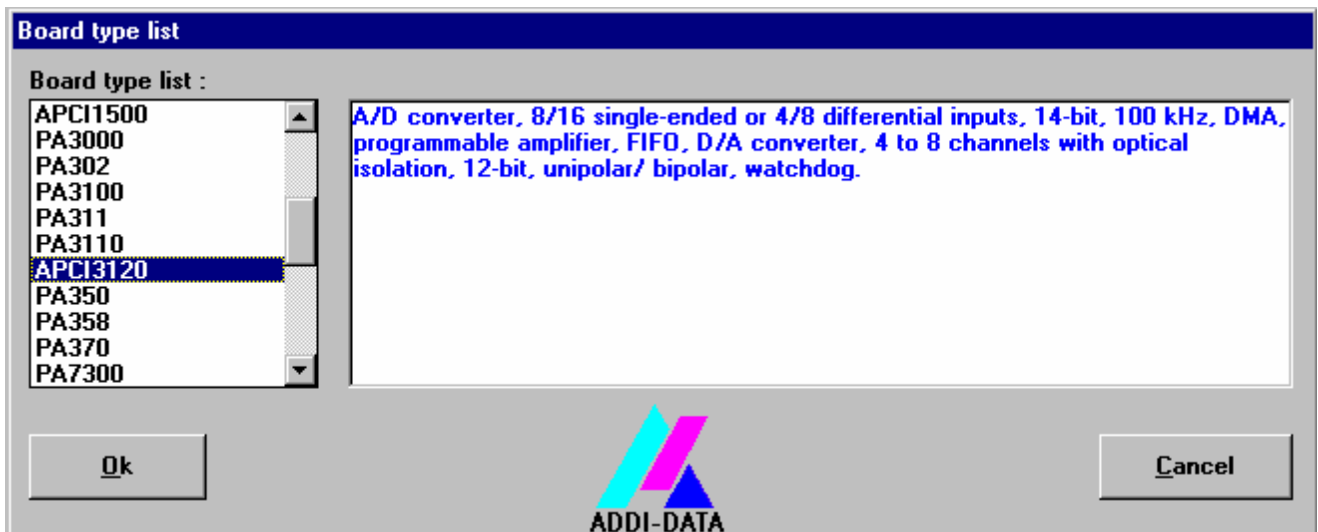 Board type list
Board type list :
APCI1500
PA3000
PA302
PA3100
PA311
PA3110
APCI3120
PA350
PA358
PA370
PA7300
A/D converter, 8/16 single-ended or 4/8 differential inputs, 14-bit, 100 kHz, DMA,
programmable amplifier, FIFO, D/A converter, 4 to 8 channels with optical
isolation, 12-bit, unipolar/ bipolar, watchdog.
Ok
ADDI-DATA
Cancel